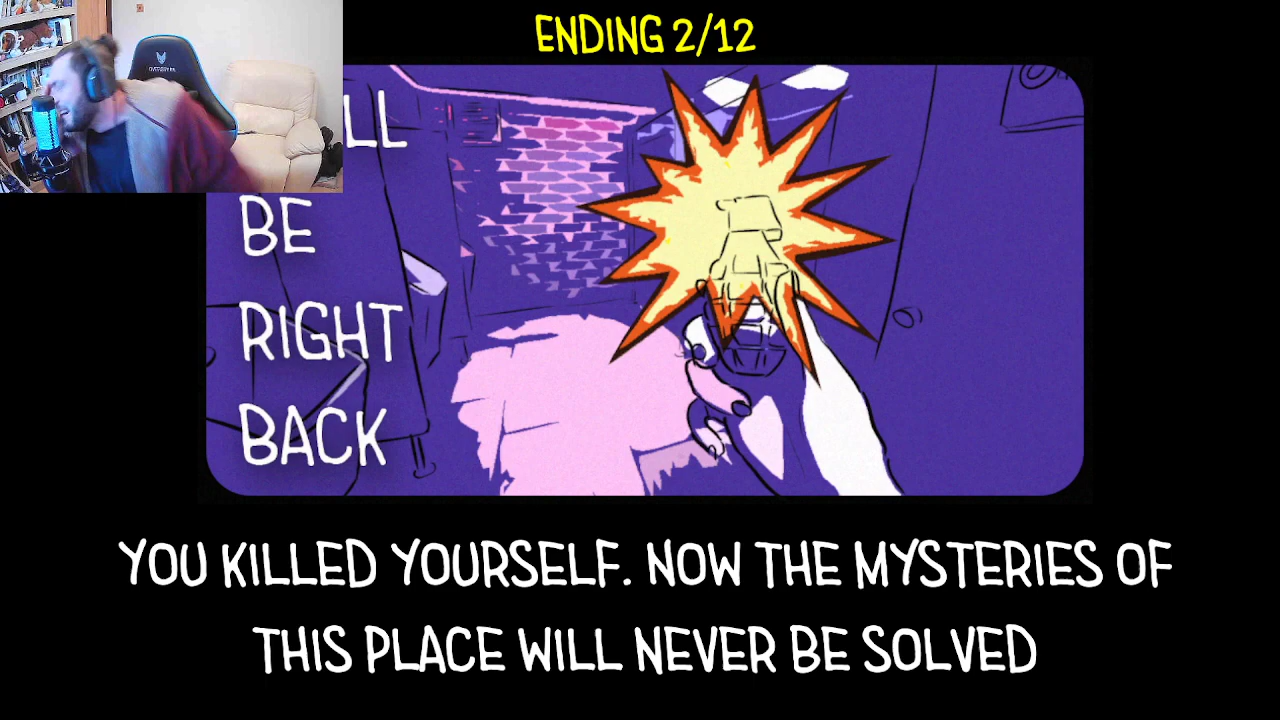 ENDING 2/12
LL
BE
RIGHT
BACK
YOU KILLED YOURSELF. NOW THE MYSTERIES OF
THIS PLACE WILL NEVER BE SOLVED